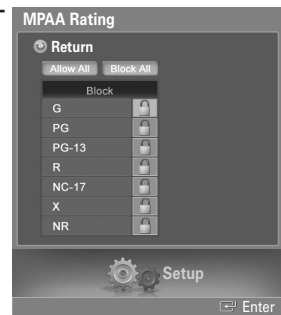 MPAA Rating
Return
Allow All Block All
Block
G
PG
PG-13
R
NC-17
X
NR
Setup
Enter